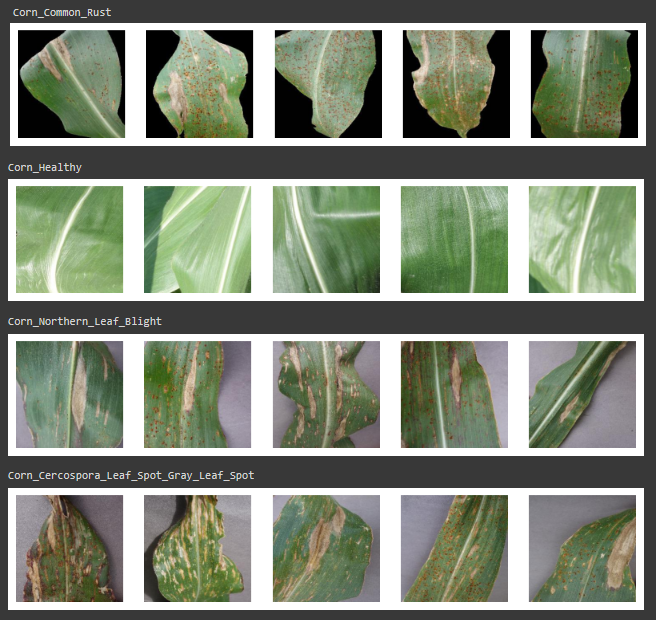 Corn_Common_Rust
Corn_Healthy
Corn_Northern_Leaf_Blight
Corn_Cercospora_Leaf_Spot_Gray_Leaf_Spot